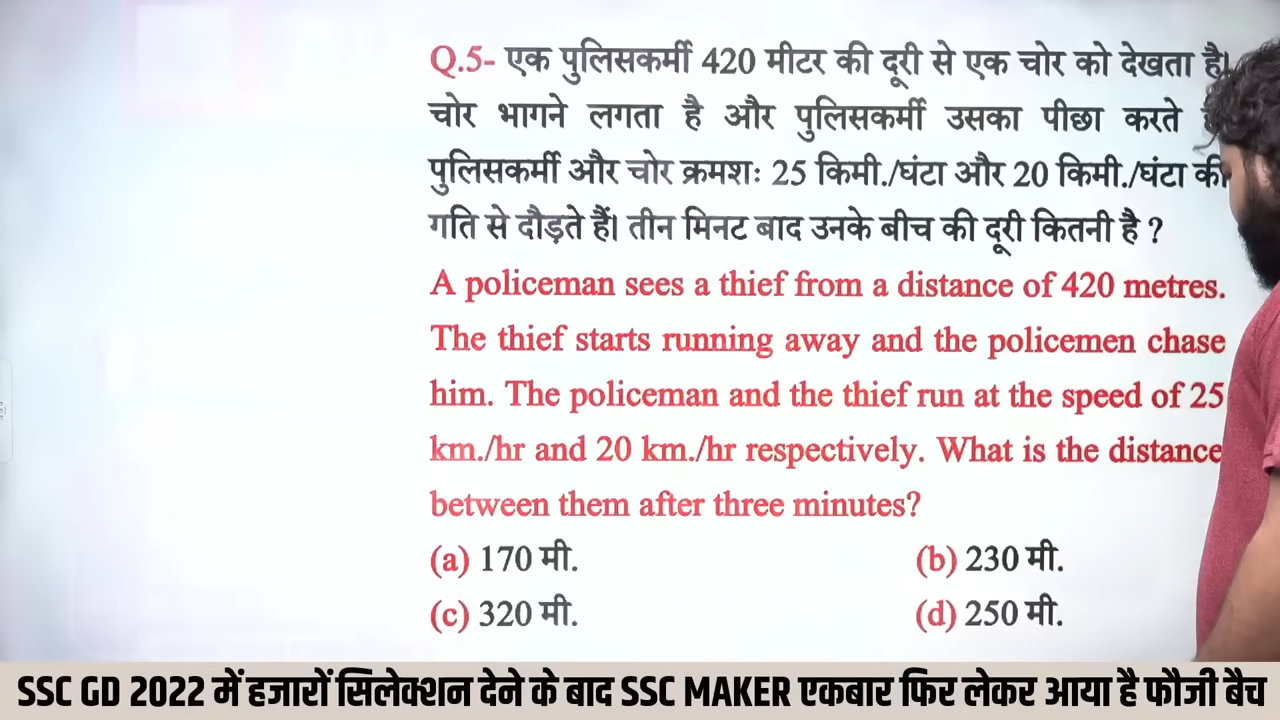 Q.5- एक पुलिसकर्मी 420 मीटर की दूरी से एक चोर को देखता है।
चोर भागने लगता है और पुलिसकर्मी उसका पीछा करते
पुलिसकर्मी और चोर क्रमशः 25 किमी./घंटा और 20 किमी./घंटा की
गति से दौड़ते हैं। तीन मिनट बाद उनके बीच की दूरी कितनी है ?
A policeman sees a thief from a distance of 420 metres.
The thief starts running away and the policemen chase
him. The policeman and the thief run at the speed of 25
km./hr and 20 km./hr respectively. What is the distance
between them after three minutes?
(a) 170 मी. (b) 230 मी.
(c) 320 मी. (d) 250 मी.
SSC GD 2022 में हजारों सिलेक्शन देने के बाद SSC MAKER एकबार फिर लेकर आया है फौजी बैच